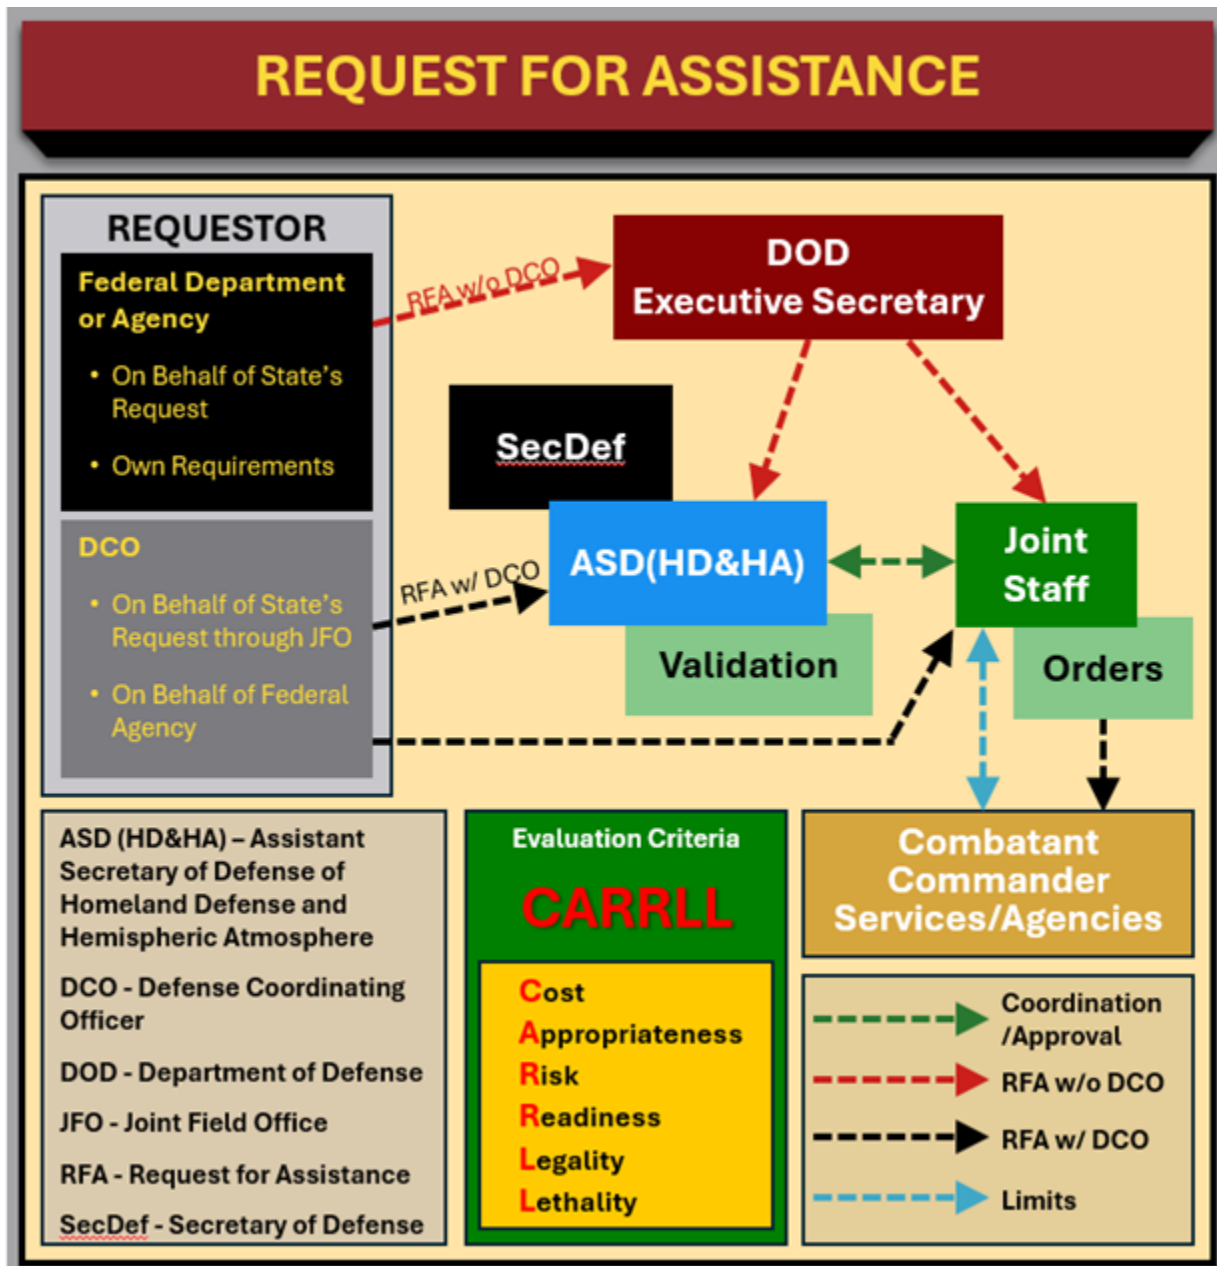 REQUEST FOR ASSISTANCE
REQUESTOR
Federal Department
or Agency
• On Behalf of State's
Request
• Own Requirements
DCO
• On Behalf of State's
Request through JFO
• On Behalf of Federal
Agency
RFA w/o DCO
DOD
Executive Secretary
SecDef
RFA w/ DCO
ASD(HD&HA)
Joint
Staff
Validation
Orders
ASD (HD&HA) – Assistant
Secretary of Defense of
Homeland Defense and
Hemispheric Atmosphere
DCO - Defense Coordinating
Officer
DOD - Department of Defense
JFO - Joint Field Office
RFA - Request for Assistance
SecDef - Secretary of Defense
Evaluation Criteria
CARRLL
Cost
Appropriateness
Risk
Readiness
Legality
Lethality
Combatant
Commander
Services/Agencies
Coordination
/Approval
RFA w/o DCO
RFA w/ DCO
Limits